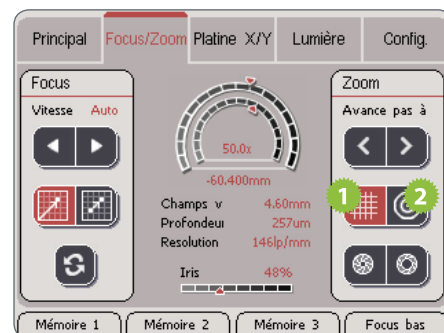 Principal Focus/Zoom Platine X/Y Lumière Config.
Focus
Vitesse Auto
50.0x
-60.400mm
Champs v 4.60mm
Profondeur 257um
Resolution 146lp/mm
Iris 48%
Zoom
Avance pas à
1 2
Mémoire 1 Mémoire 2 Mémoire 3 Focus bas